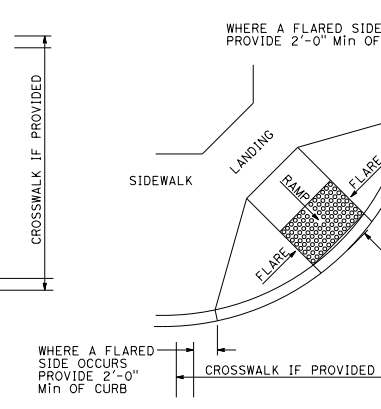 WHERE A FLARED SIDE
PROVIDE 2'-0" Min OF
CROSSWALK IF PROVIDED
SIDEWALK
LANDING
RAMP
FLARE
FLARE
WHERE A FLARED
SIDE OCCURS
PROVIDE 2'-0"
Min OF CURB
CROSSWALK IF PROVIDED